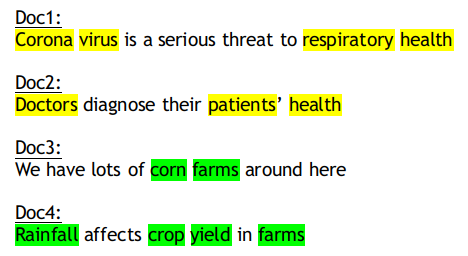 Doc1:
Corona virus is a serious threat to respiratory health
Doc2:
Doctors diagnose their patients’ health
Doc3:
We have lots of corn farms around here
Doc4:
Rainfall affects crop yield in farms